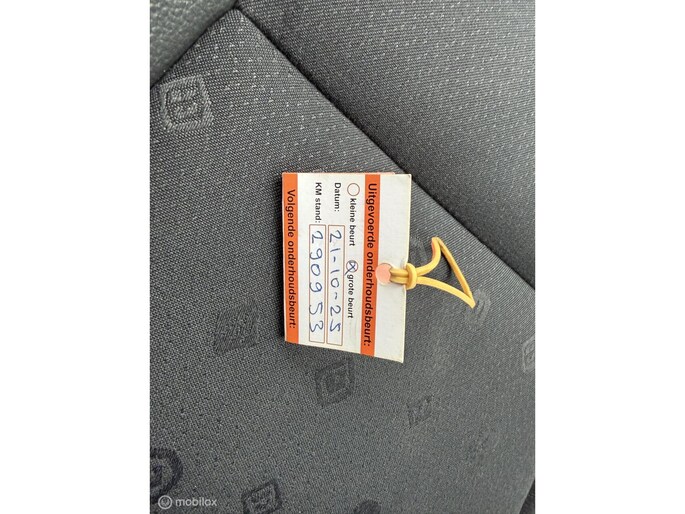 Uitgevoerde onderhoudsbeurt:
kleine beurt grote beurt
Datum: 21-10-25
KM stand: 290953
Volgende onderhoudsbeurt:
mobilox